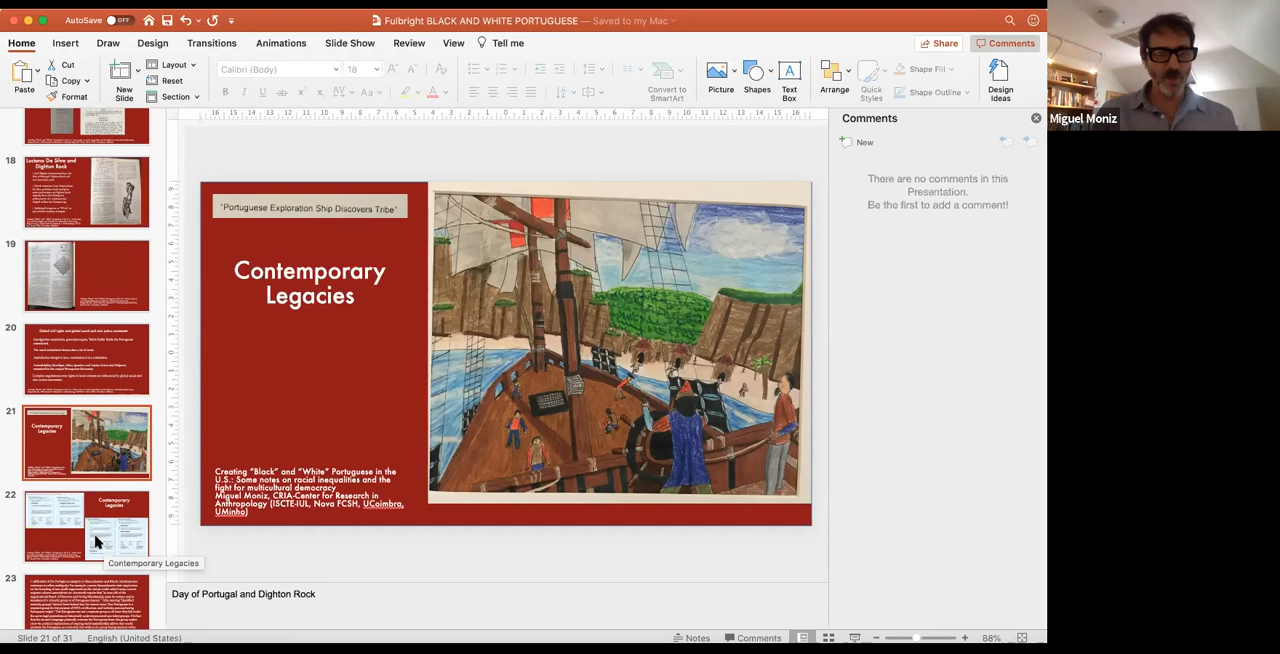 AutoSave OFF
Fulbright BLACK AND WHITE PORTUGUESE — Saved to my Mac
Home Insert Draw Design Transitions Animations Slide Show Review View Tell me
Share Comments
Paste
Cut
Copy
Format
New Slide
Layout
Reset
Section
Calibri (Body) 18
Convert to SmartArt
Picture
Shapes
Text Box
Arrange
Quick Styles
Shape Fill
Shape Outline
Design Ideas
Miguel Moniz
Comments
New
There are no comments in this
Presentation.
Be the first to add a comment!
18
Luciano Da Silva and
Dighton Rock
19
20
21
Contemporary
Legacies
22
Contemporary
Legacies
Contemporary Legacies
23
"Portuguese Exploration Ship Discovers Tribe"
Contemporary
Legacies
Creating "Black" and "White" Portuguese in the
U.S.: Some notes on racial inequalities and the
fight for multicultural democracy
Miguel Moniz, CRIA-Center for Research in
Anthropology (ISCTE-IUL, Nova FCSH, UCoimbra,
UMinho)
Day of Portugal and Dighton Rock
Slide 21 of 31 English (United States)
Notes Comments 88%